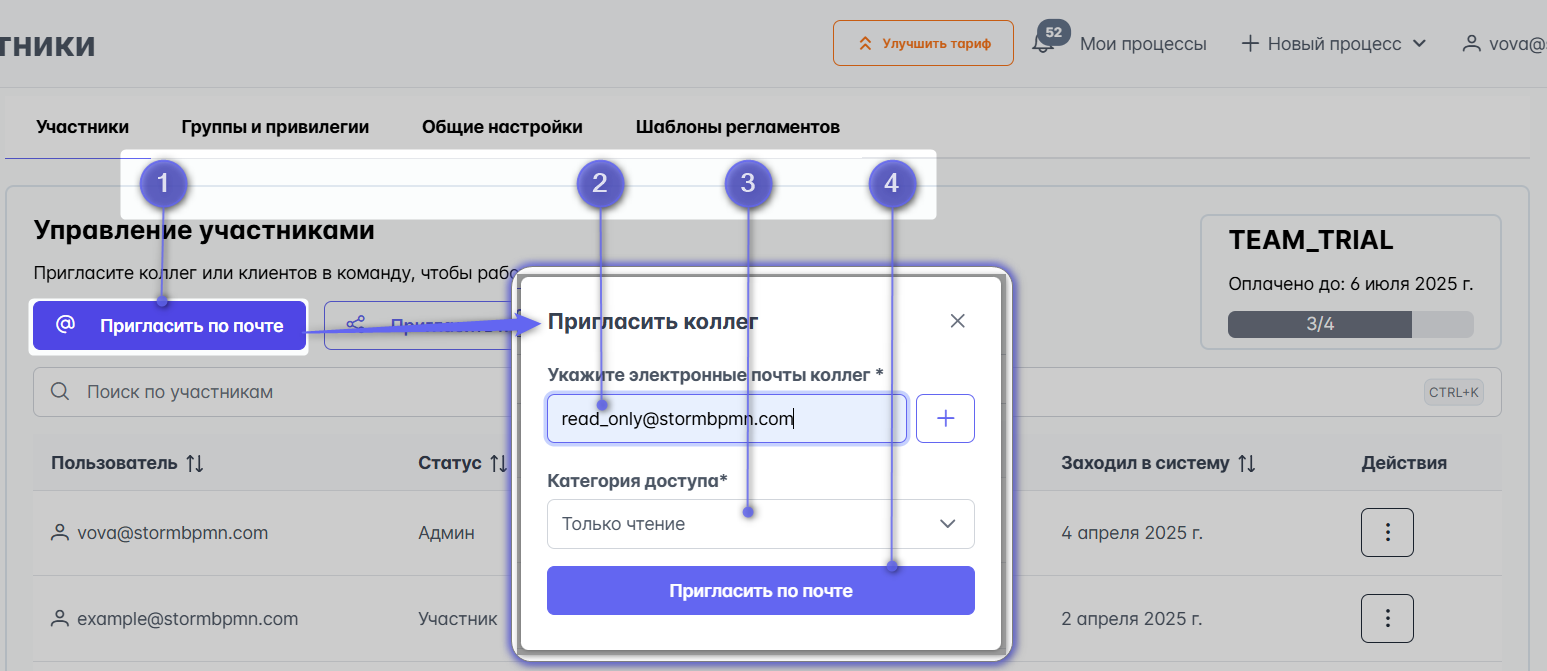 тники
Улучшить тариф
52
Мои процессы
Новый процесс
vova@
Участники
Группы и привилегии
Общие настройки
Шаблоны регламентов
1
2
3
4
Управление участниками
Пригласите коллег или клиентов в команду, чтобы рабо
TEAM_TRIAL
Оплачено до: 6 июля 2025 г.
3/4
@ Пригласить по почте
Пригласить коллег
Укажите электронные почты коллег *
read_only@stormbpmn.com
+
Категория доступа*
Только чтение
Пригласить по почте
Поиск по участникам
CTRL+K
Пользователь
Статус
Заходил в систему
Действия
vova@stormbpmn.com
Админ
4 апреля 2025 г.
example@stormbpmn.com
Участник
2 апреля 2025 г.